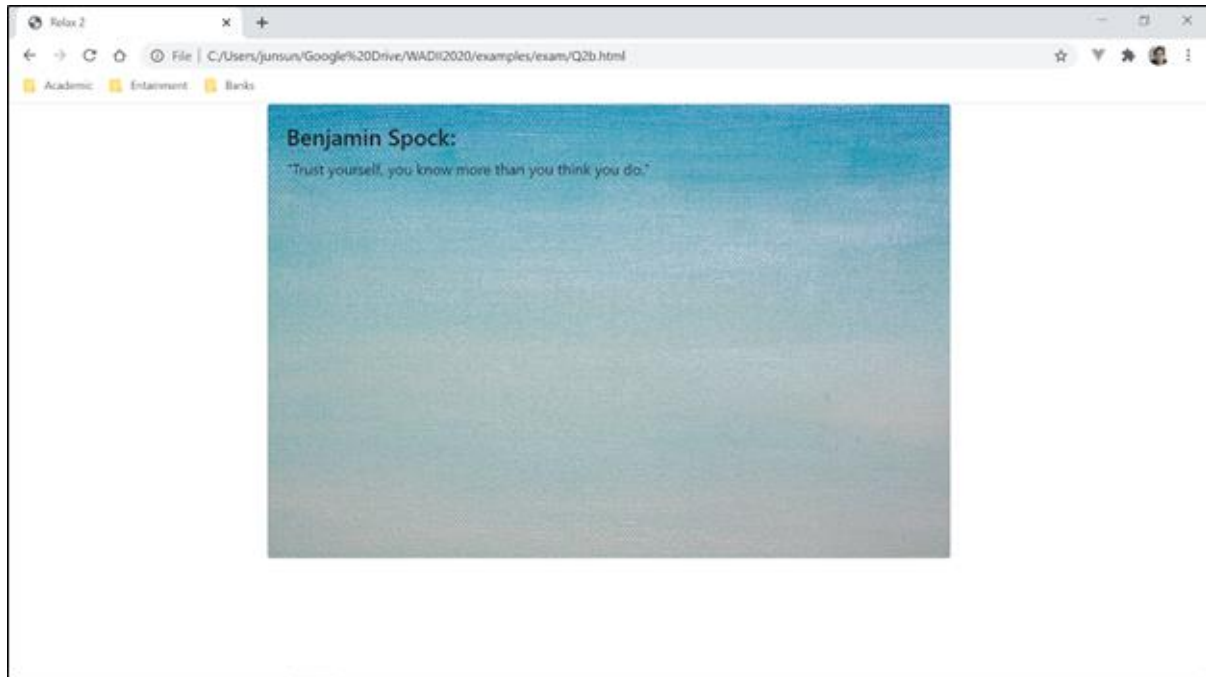 Relax 2
File | C:/Users/junsun/Google%20Drive/WADII2020/examples/exam/Q2b.html
Academic Entainment Banks
Benjamin Spock:
"Trust yourself, you know more than you think you do."